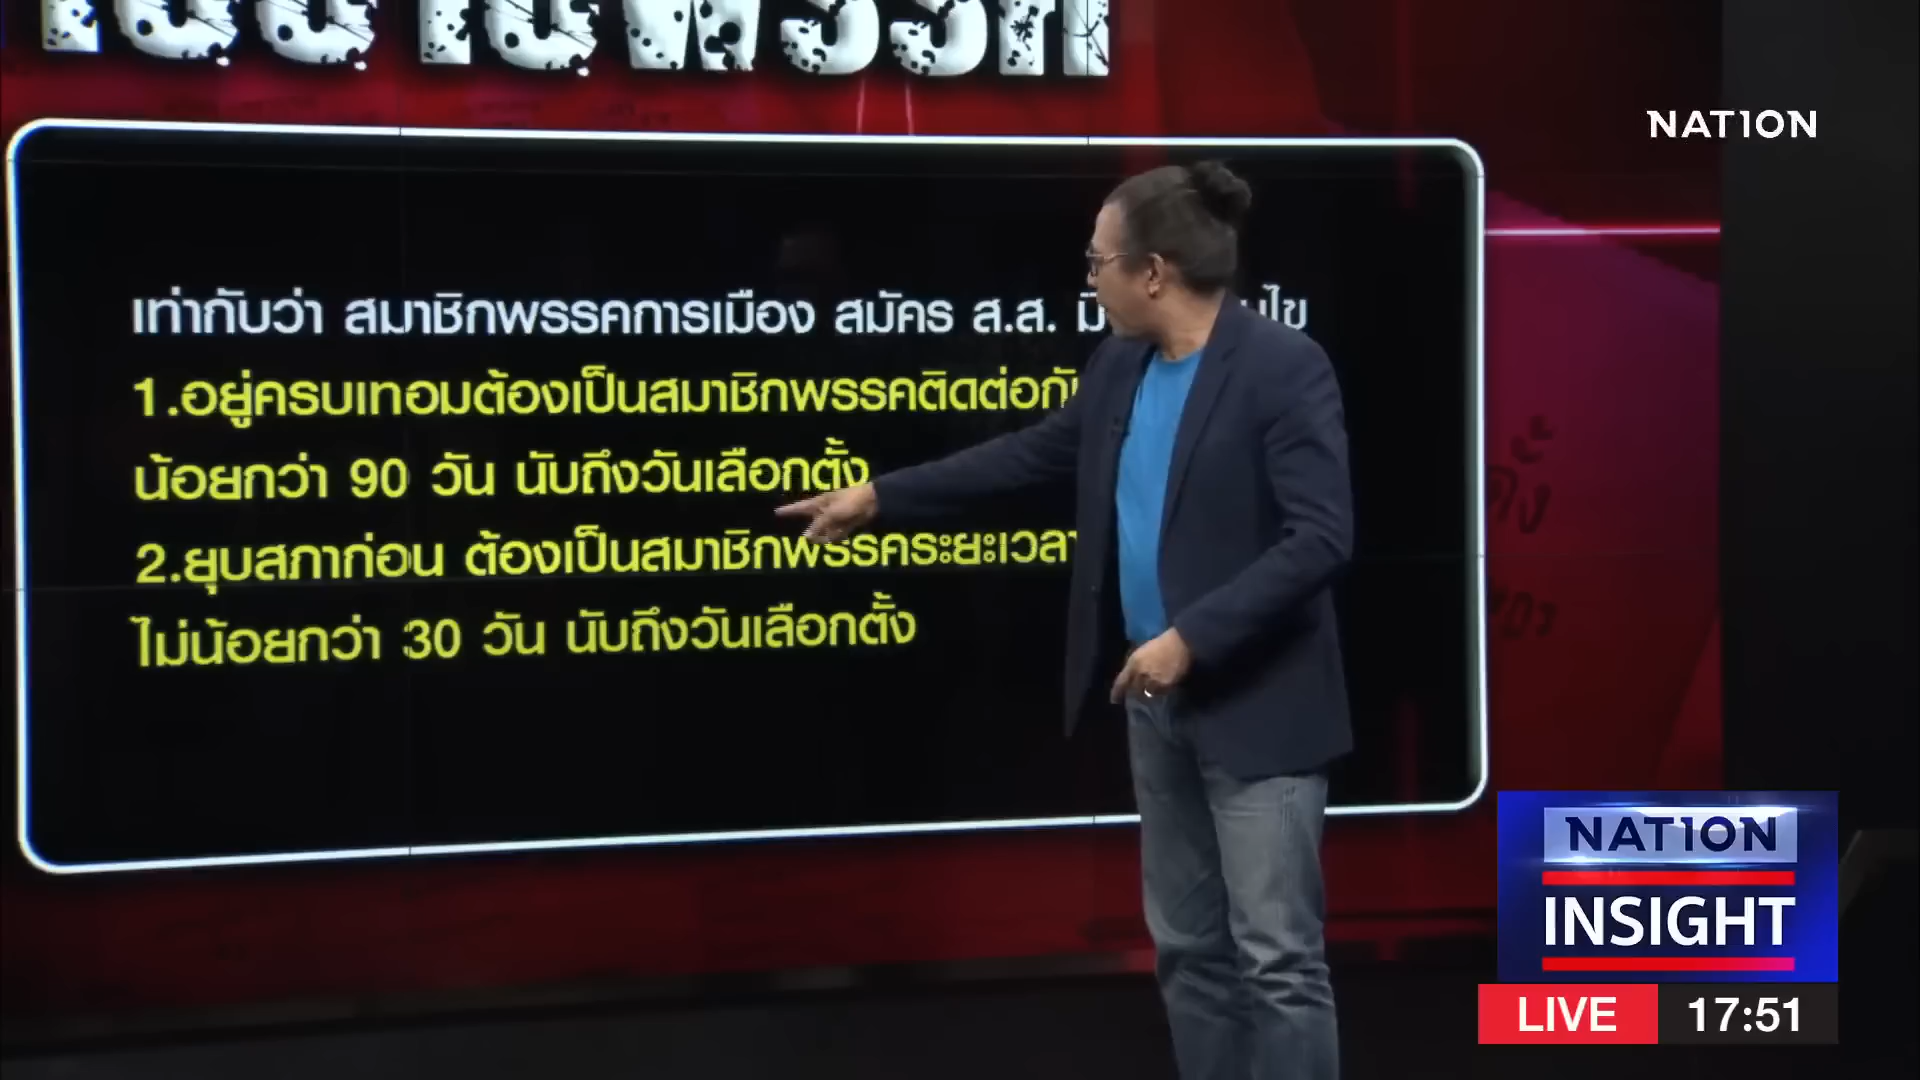 NATION
เท่ากับว่า สมาชิกพรรคการเมือง สมัคร ส.ส.
1.อยู่ครบเทอมต้องเป็นสมาชิกพรรคติดต่อกัน
น้อยกว่า 90 วัน นับถึงวันเลือกตั้ง
2.ยุบสภาก่อน ต้องเป็นสมาชิกพรรคระยะเวลา
ไม่น้อยกว่า 30 วัน นับถึงวันเลือกตั้ง
NATION
INSIGHT
LIVE 17:51